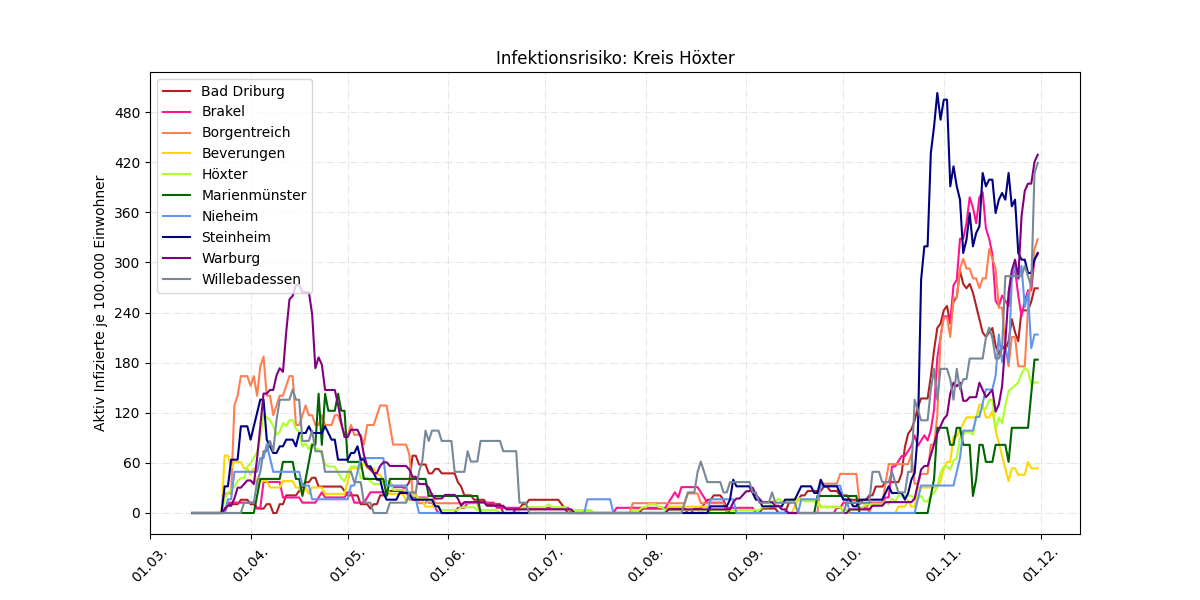 Infektionsrisiko: Kreis Höxter
Aktiv Infizierte je 100.000 Einwohner
480
420
360
300
240
180
120
60
0
Bad Driburg
Brakel
Borgentreich
Beverungen
Höxter
Marienmünster
Nieheim
Steinheim
Warburg
Willebadessen
01.03.
01.04.
01.05.
01.06.
01.07.
01.08.
01.09.
01.10.
01.11.
01.12.